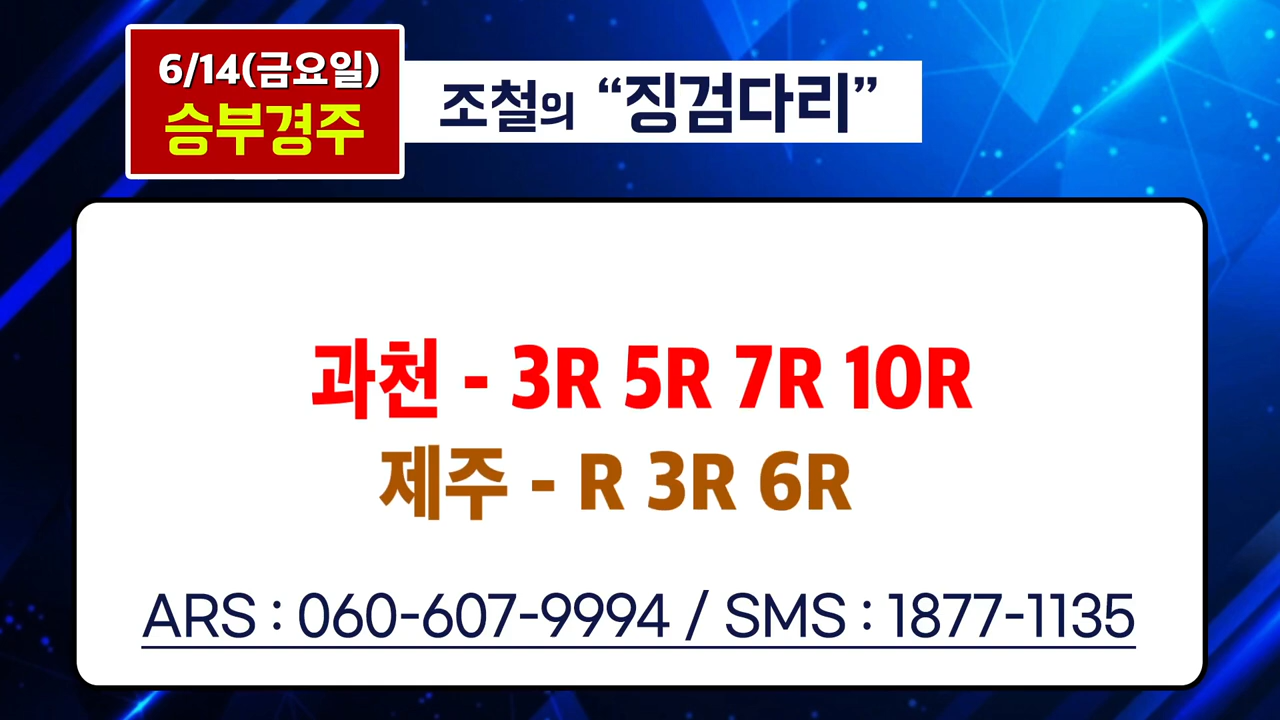 6/14(금요일)
승부경주
조철의 “징검다리”
과천 - 3R 5R 7R 10R
제주 - R 3R 6R
ARS : 060-607-9994 / SMS : 1877-1135